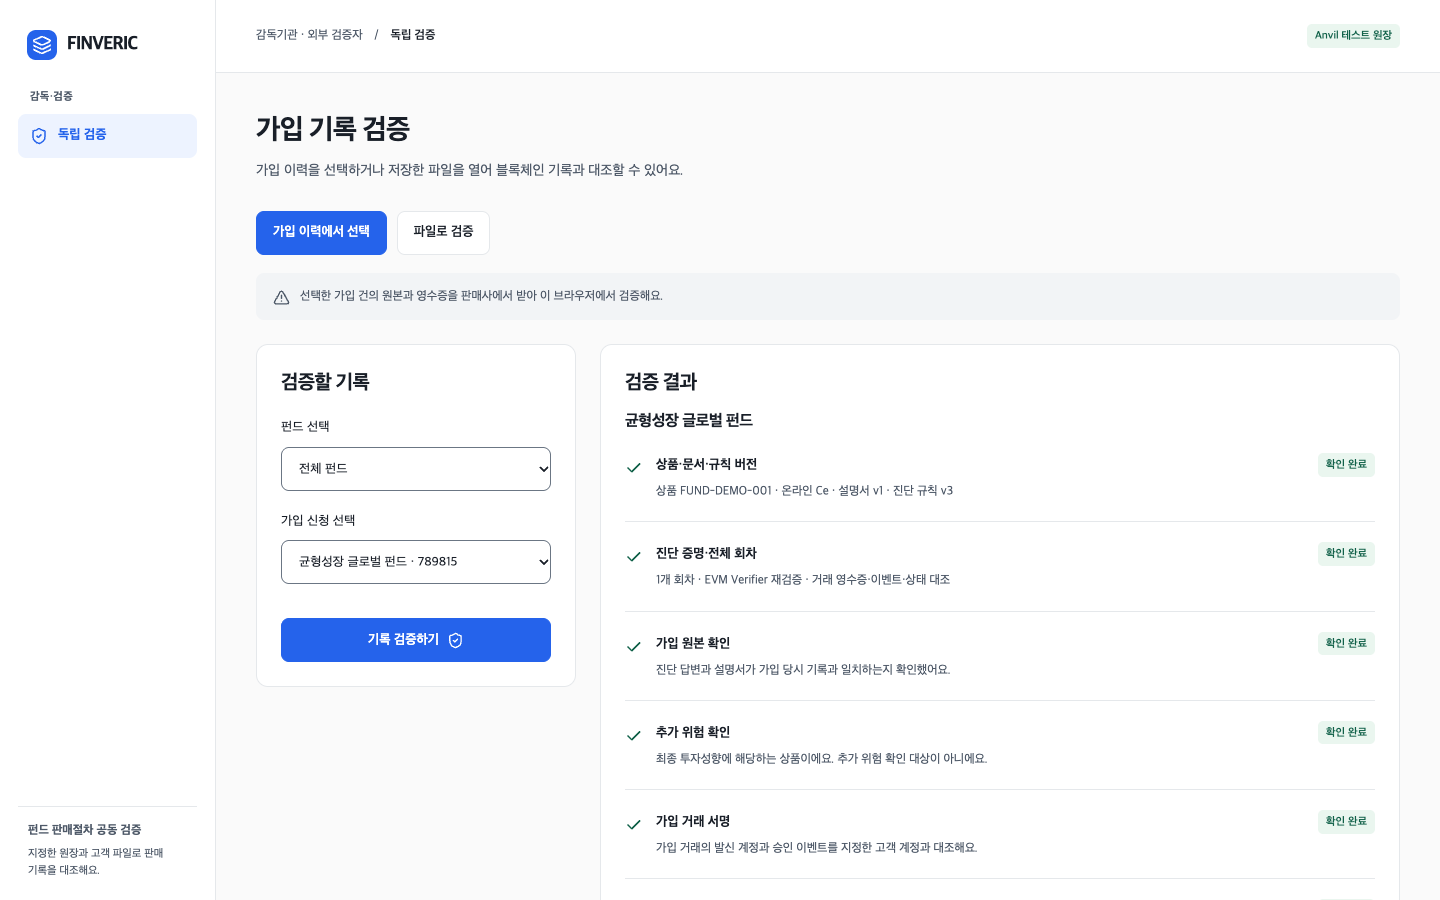 FINVERIC
감독·검증
독립 검증
펀드 판매절차 공동 검증
지정한 원장과 고객 파일로 판매
기록을 대조해요.
감독기관 · 외부 검증자 / 독립 검증
Anvil 테스트 원장
가입 기록 검증
가입 이력을 선택하거나 저장한 파일을 열어 블록체인 기록과 대조할 수 있어요.
가입 이력에서 선택
파일로 검증
선택한 가입 건의 원본과 영수증을 판매사에서 받아 이 브라우저에서 검증해요.
검증할 기록
펀드 선택
전체 펀드
가입 신청 선택
균형성장 글로벌 펀드 · 789815
기록 검증하기
검증 결과
균형성장 글로벌 펀드
상품·문서·규칙 버전
확인 완료
상품 FUND-DEMO-001 · 온라인 Ce · 설명서 v1 · 진단 규칙 v3
진단 증명·전체 회차
확인 완료
1개 회차 · EVM Verifier 재검증 · 거래 영수증·이벤트·상태 대조
가입 원본 확인
확인 완료
진단 답변과 설명서가 가입 당시 기록과 일치하는지 확인했어요.
추가 위험 확인
확인 완료
최종 투자성향에 해당하는 상품이에요. 추가 위험 확인 대상이 아니에요.
가입 거래 서명
확인 완료
가입 거래의 발신 계정과 승인 이벤트를 지정한 고객 계정과 대조해요.